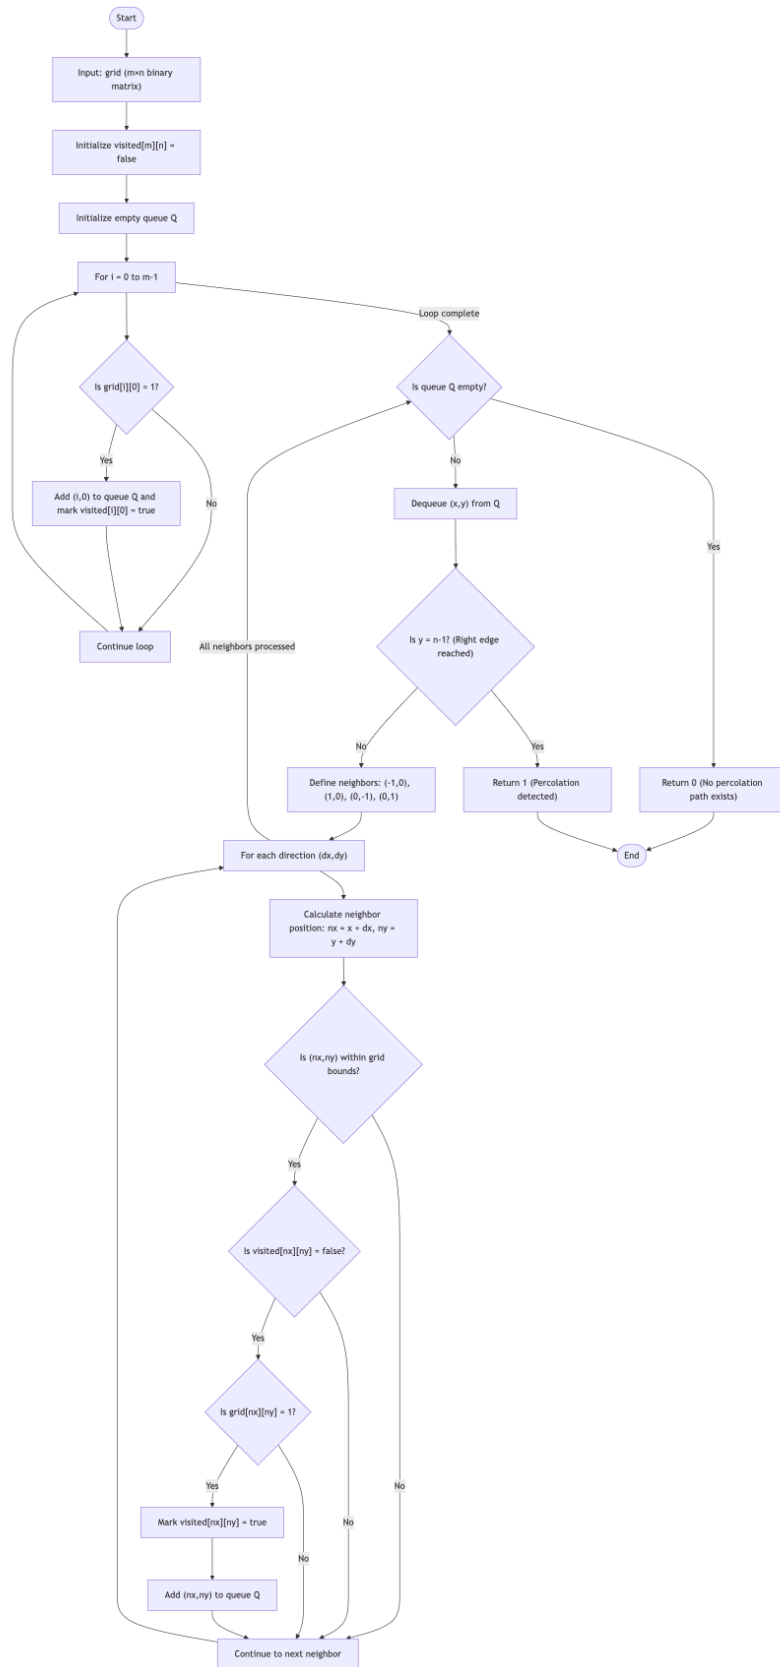 Start
Input: grid (m×n binary
matrix)
Initialize visited[m][n] =
false
Initialize empty queue Q
For i = 0 to m-1
Loop complete
Is grid[i][0] = 1?
Is queue Q empty?
Yes
No
Add (i,0) to queue Q and
mark visited[i][0] = true
No
Dequeue (x,y) from Q
Yes
Continue loop
All neighbors processed
Is y = n-1? (Right edge
reached)
No
Yes
Define neighbors: (-1,0),
(1,0), (0,-1), (0,1)
Return 1 (Percolation
detected)
Return 0 (No percolation
path exists)
For each direction (dx,dy)
End
Calculate neighbor
position: nx = x + dx, ny =
y + dy
Is (nx,ny) within grid
bounds?
Yes
Is visited[nx][ny] = false?
Yes
Is grid[nx][ny] = 1?
Yes
No
Mark visited[nx][ny] = true
No
No
Add (nx,ny) to queue Q
Continue to next neighbor